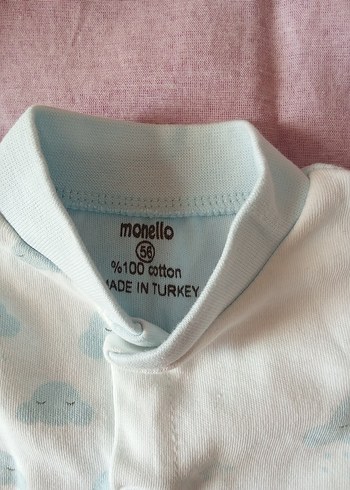 monello
56
%100 cotton
MADE IN TURKEY